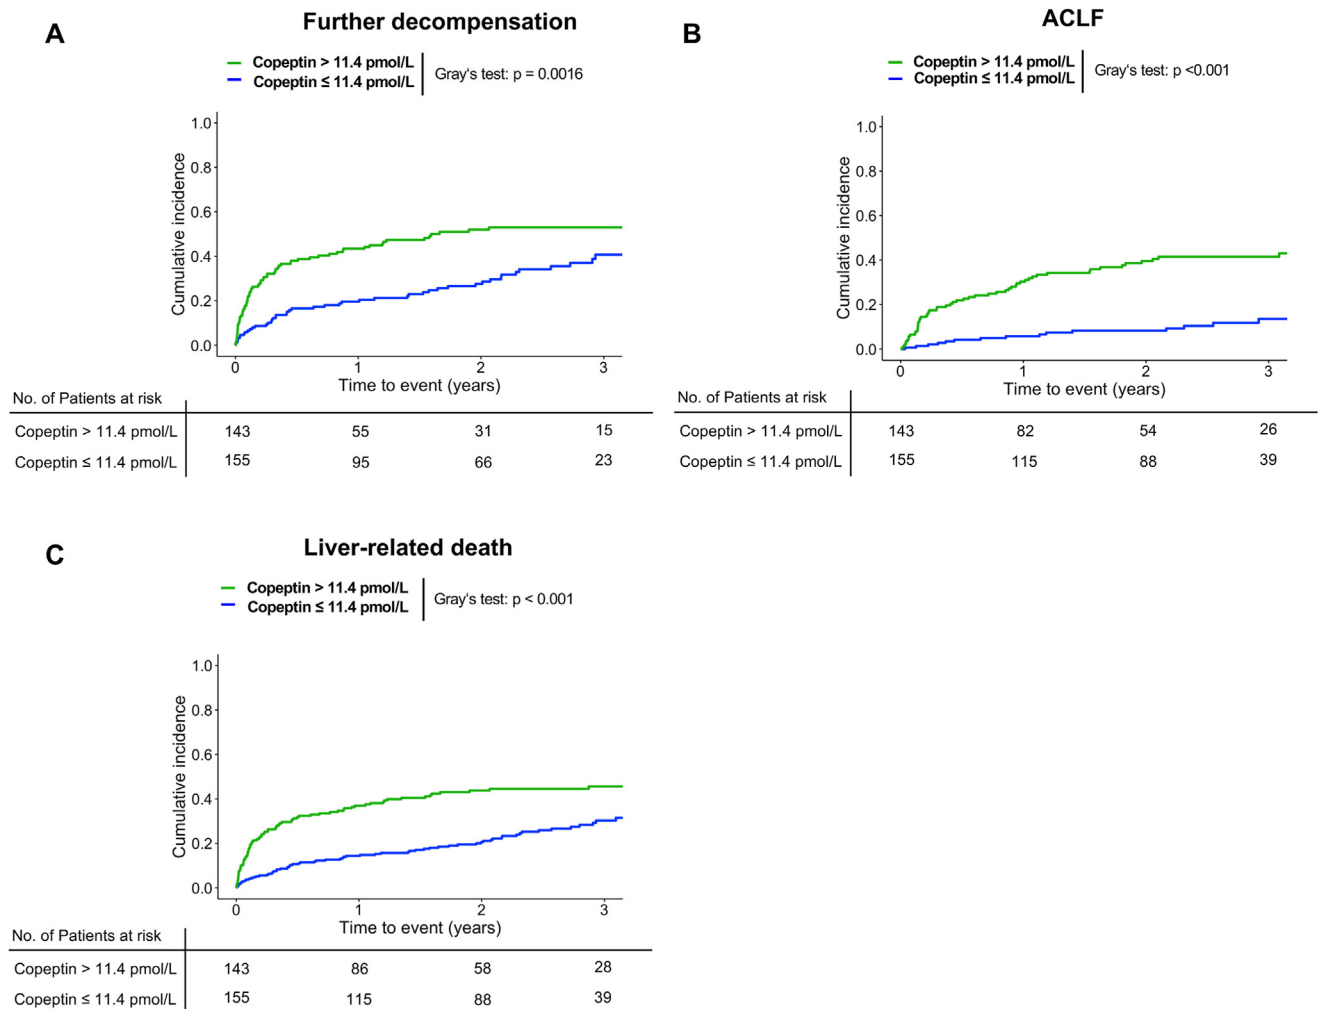 A
Further decompensation
Copeptin > 11.4 pmol/L
Copeptin ≤ 11.4 pmol/L
Gray's test: p = 0.0016
1.0
0.8
0.6
0.4
0.2
0.0
Cumulative incidence
0 1 2 3
Time to event (years)
No. of Patients at risk
Copeptin > 11.4 pmol/L 143 55 31 15
Copeptin ≤ 11.4 pmol/L 155 95 66 23
B
ACLF
Copeptin > 11.4 pmol/L
Copeptin ≤ 11.4 pmol/L
Gray's test: p <0.001
1.0
0.8
0.6
0.4
0.2
0.0
Cumulative incidence
0 1 2 3
Time to event (years)
No. of Patients at risk
Copeptin > 11.4 pmol/L 143 82 54 26
Copeptin ≤ 11.4 pmol/L 155 115 88 39
C
Liver-related death
Copeptin > 11.4 pmol/L
Copeptin ≤ 11.4 pmol/L
Gray's test: p < 0.001
1.0
0.8
0.6
0.4
0.2
0.0
Cumulative incidence
0 1 2 3
Time to event (years)
No. of Patients at risk
Copeptin > 11.4 pmol/L 143 86 58 28
Copeptin ≤ 11.4 pmol/L 155 115 88 39